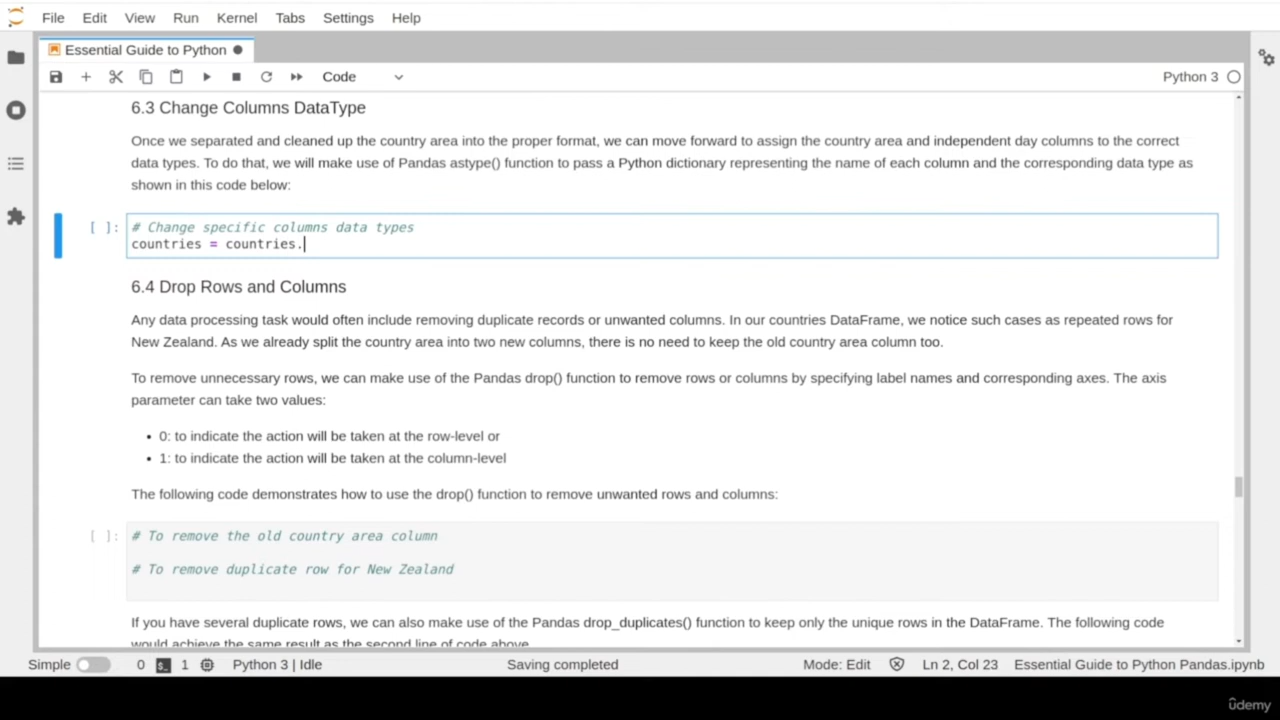 File Edit View Run Kernel Tabs Settings Help
Essential Guide to Python
Code
Python 3
6.3 Change Columns DataType
Once we separated and cleaned up the country area into the proper format, we can move forward to assign the country area and independent day columns to the correct
data types. To do that, we will make use of Pandas astype() function to pass a Python dictionary representing the name of each column and the corresponding data type as
shown in this code below:
[ ]: # Change specific columns data types
countries = countries.
6.4 Drop Rows and Columns
Any data processing task would often include removing duplicate records or unwanted columns. In our countries DataFrame, we notice such cases as repeated rows for
New Zealand. As we already split the country area into two new columns, there is no need to keep the old country area column too.
To remove unnecessary rows, we can make use of the Pandas drop() function to remove rows or columns by specifying label names and corresponding axes. The axis
parameter can take two values:
• 0: to indicate the action will be taken at the row-level or
• 1: to indicate the action will be taken at the column-level
The following code demonstrates how to use the drop() function to remove unwanted rows and columns:
[ ]: # To remove the old country area column
# To remove duplicate row for New Zealand
If you have several duplicate rows, we can also make use of the Pandas drop_duplicates() function to keep only the unique rows in the DataFrame. The following code
would achieve the same result as the second line of code above.
Simple 0 1 Python 3 | Idle Saving completed Mode: Edit Ln 2, Col 23 Essential Guide to Python Pandas.ipynb
ûdemy